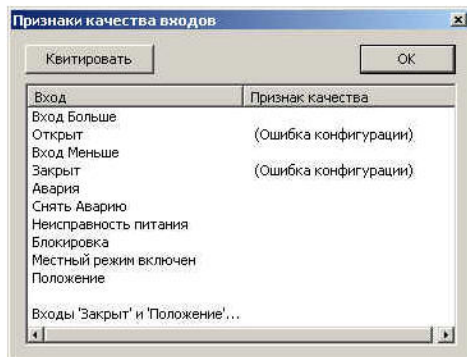 Признаки качества входов
Квитировать OK
Вход Признак качества
Вход Больше
Открыт (Ошибка конфигурации)
Вход Меньше
Закрыт (Ошибка конфигурации)
Авария
Снять Аварию
Неисправность питания
Блокировка
Местный режим включен
Положение
Входы 'Закрыт' и 'Положение'...